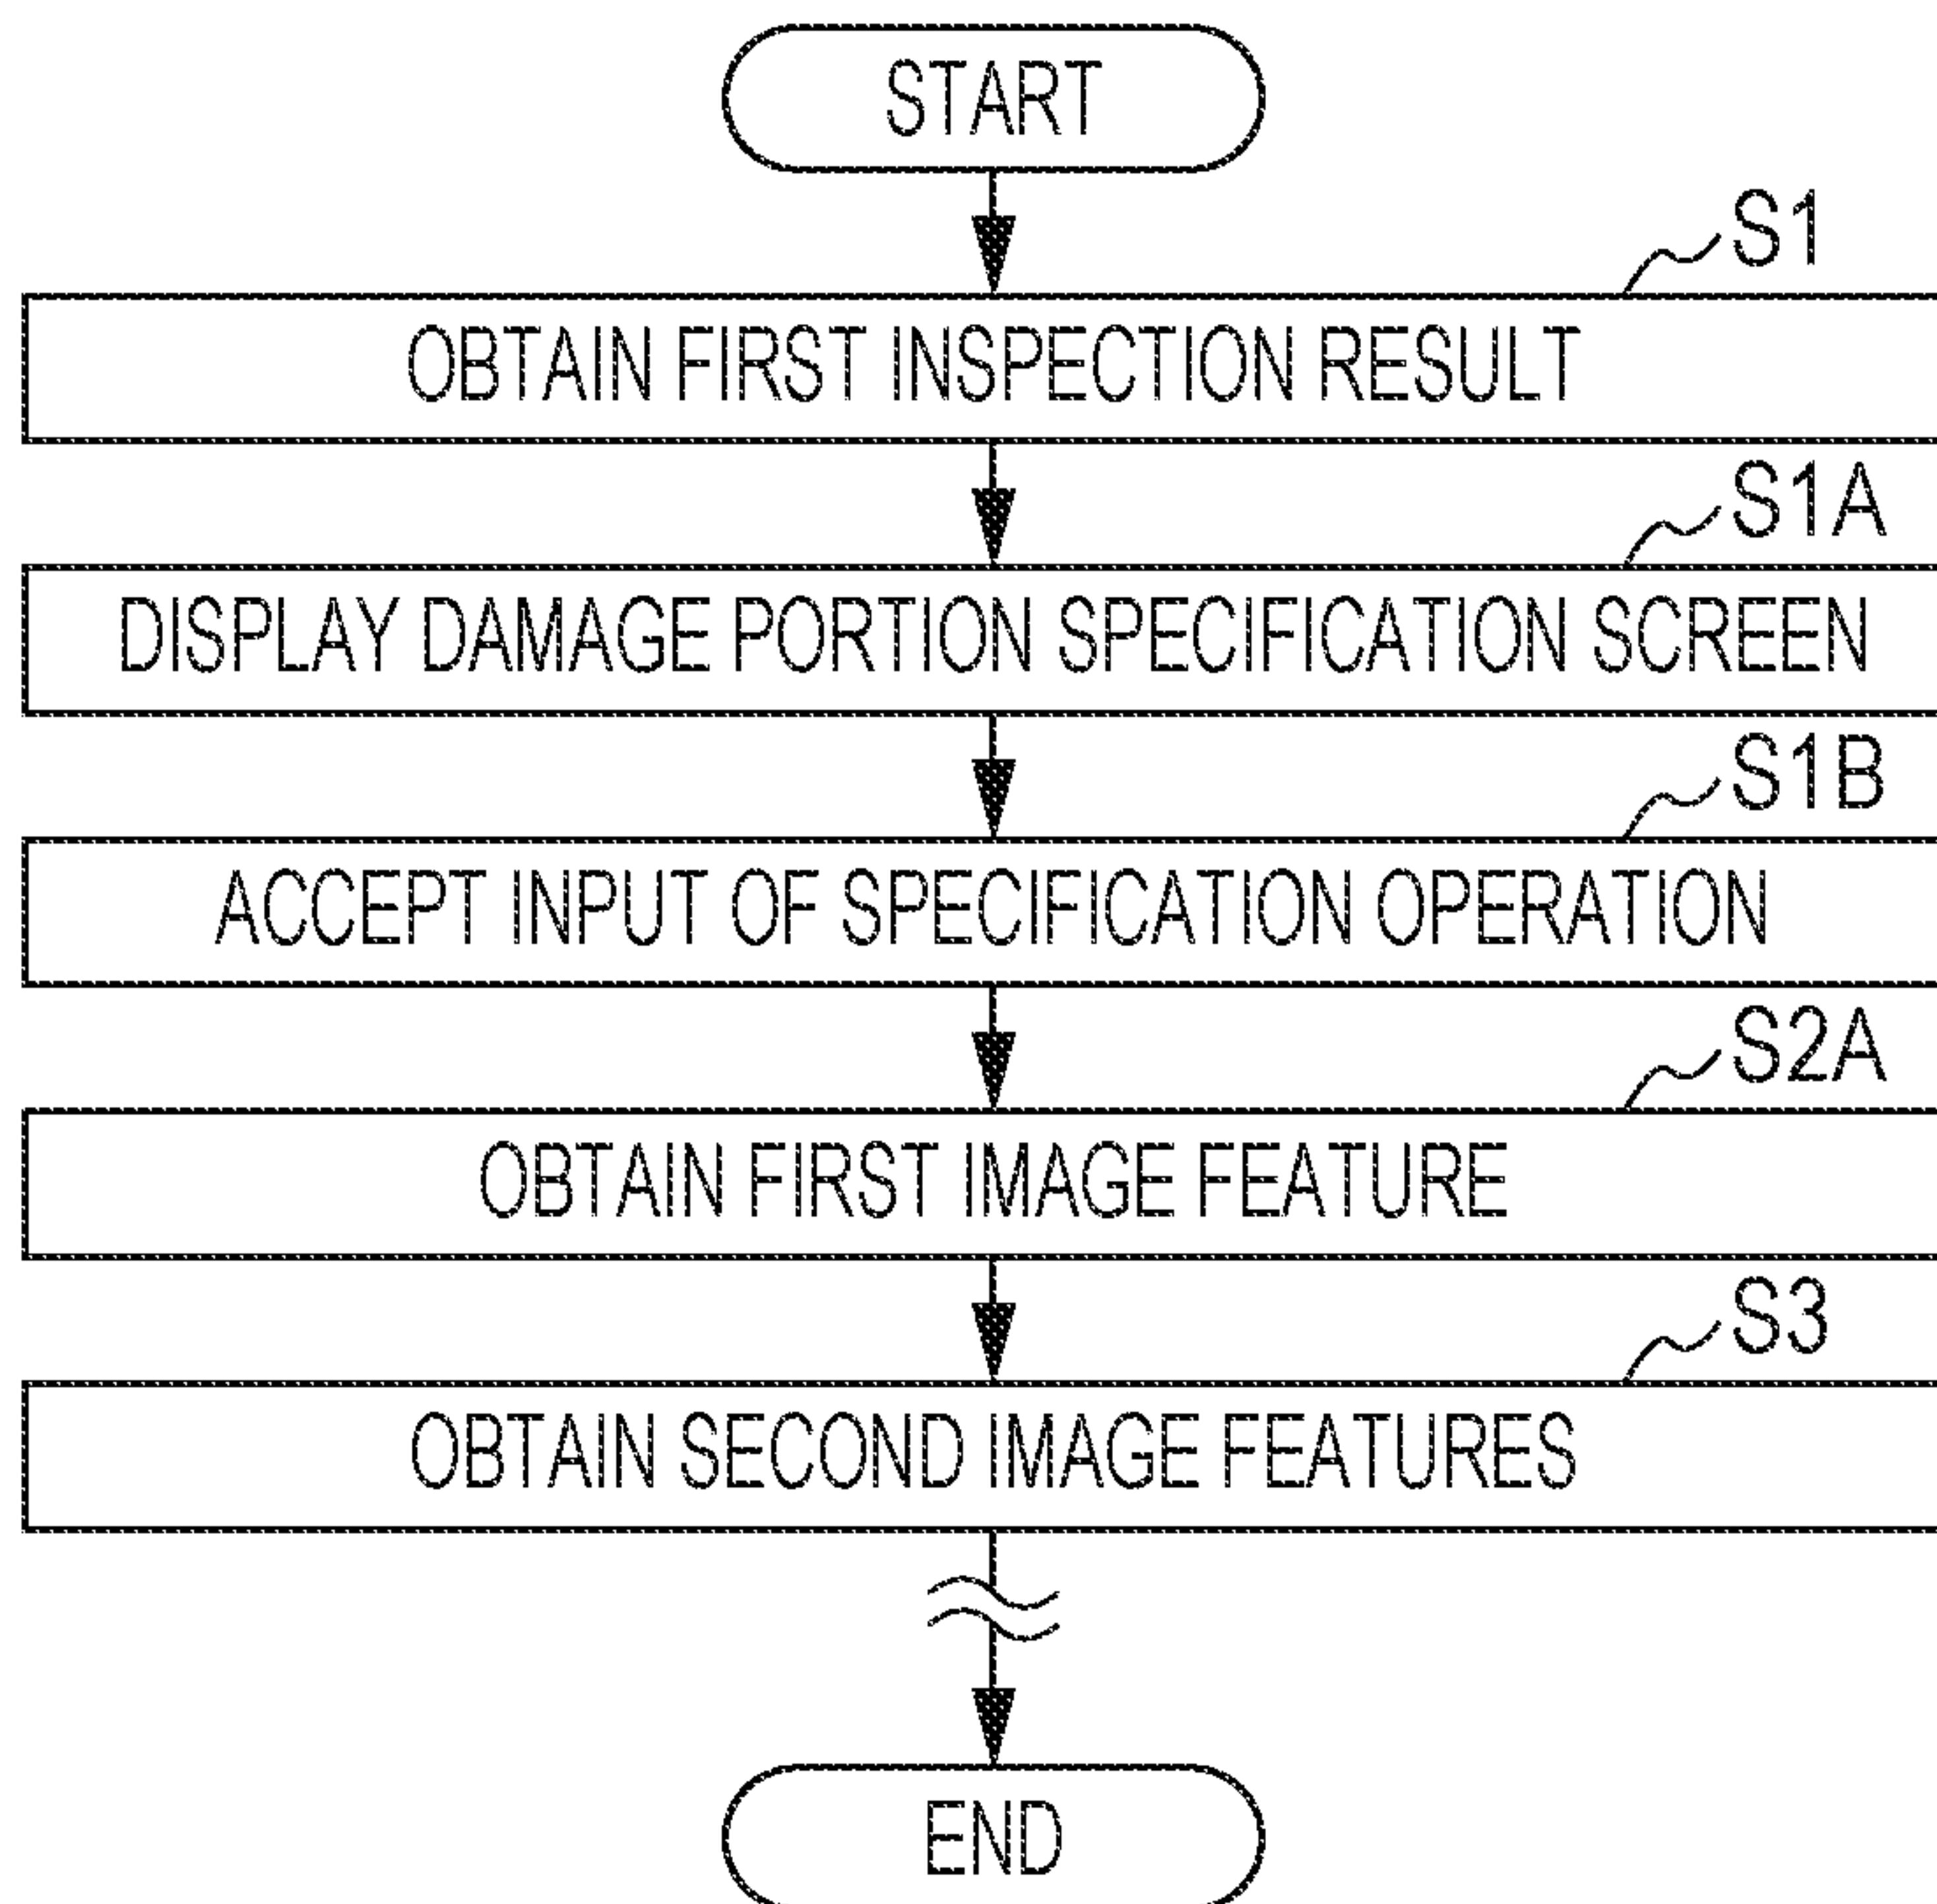 START
S1
OBTAIN FIRST INSPECTION RESULT
S1A
DISPLAY DAMAGE PORTION SPECIFICATION SCREEN
S1B
ACCEPT INPUT OF SPECIFICATION OPERATION
S2A
OBTAIN FIRST IMAGE FEATURE
S3
OBTAIN SECOND IMAGE FEATURES
END